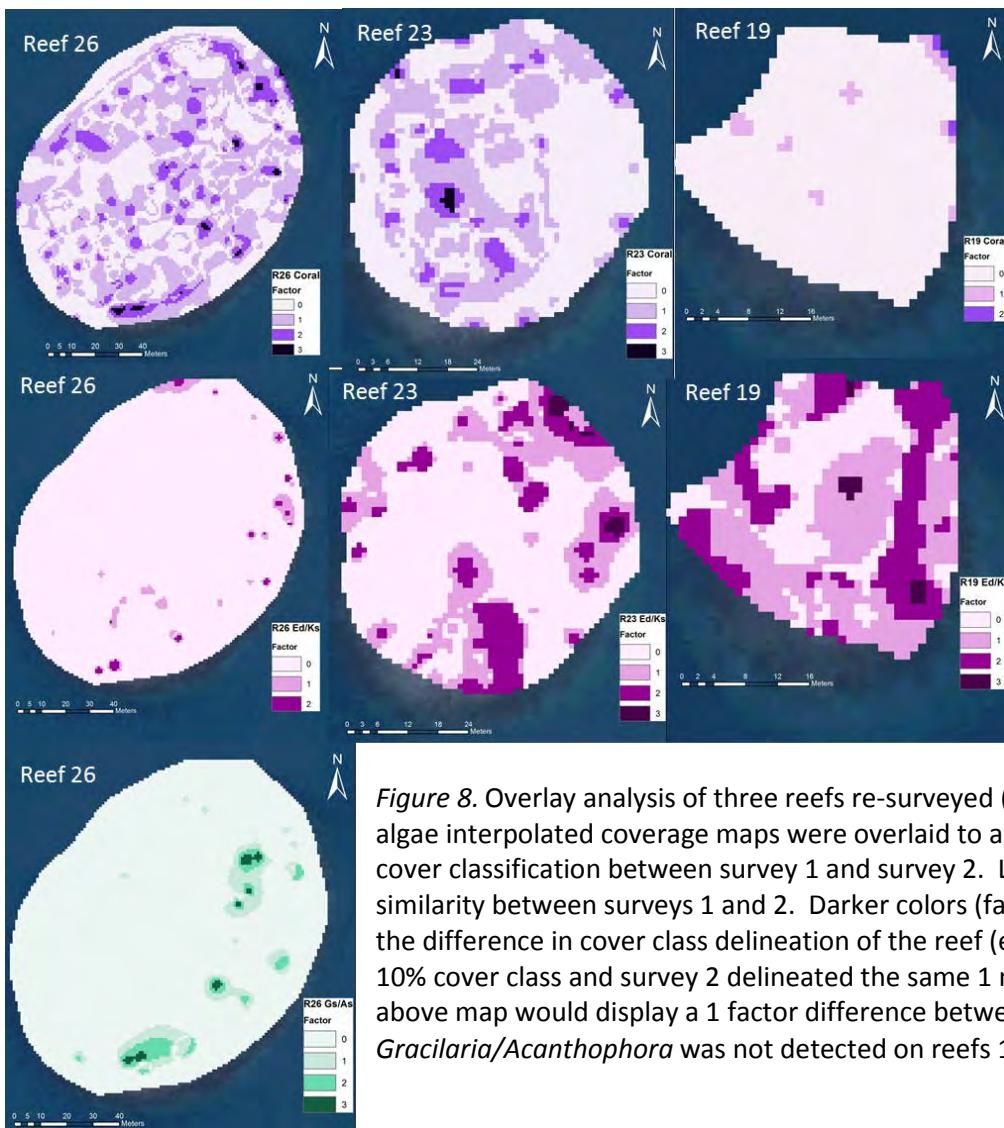 Reef 26
N
R26 Coral
Factor
0
1
2
3
0 5 10 20 30 40
Meters
Reef 23
N
R23 Coral
Factor
0
1
2
3
0 3 6 12 18 24
Meters
Reef 19
N
R19 Coral
Factor
0
1
2
0 2 4 8 12 16
Meters
Reef 26
N
R26 Ed/Ks
Factor
0
1
2
0 5 10 20 30 40
Meters
Reef 23
N
R23 Ed/Ks
Factor
0
1
2
3
0 3 6 12 18 24
Meters
Reef 19
N
R19 Ed/K
Factor
0
1
2
3
0 2 4 8 12 16
Meters
Reef 26
N
R26 Gs/As
Factor
0
1
2
3
0 5 10 20 30 40
Meters
Figure 8. Overlay analysis of three reefs re-surveyed (
algae interpolated coverage maps were overlaid to a
cover classification between survey 1 and survey 2. L
similarity between surveys 1 and 2. Darker colors (fa
the difference in cover class delineation of the reef (e
10% cover class and survey 2 delineated the same 1 r
above map would display a 1 factor difference betwe
Gracilaria/Acanthophora was not detected on reefs 1